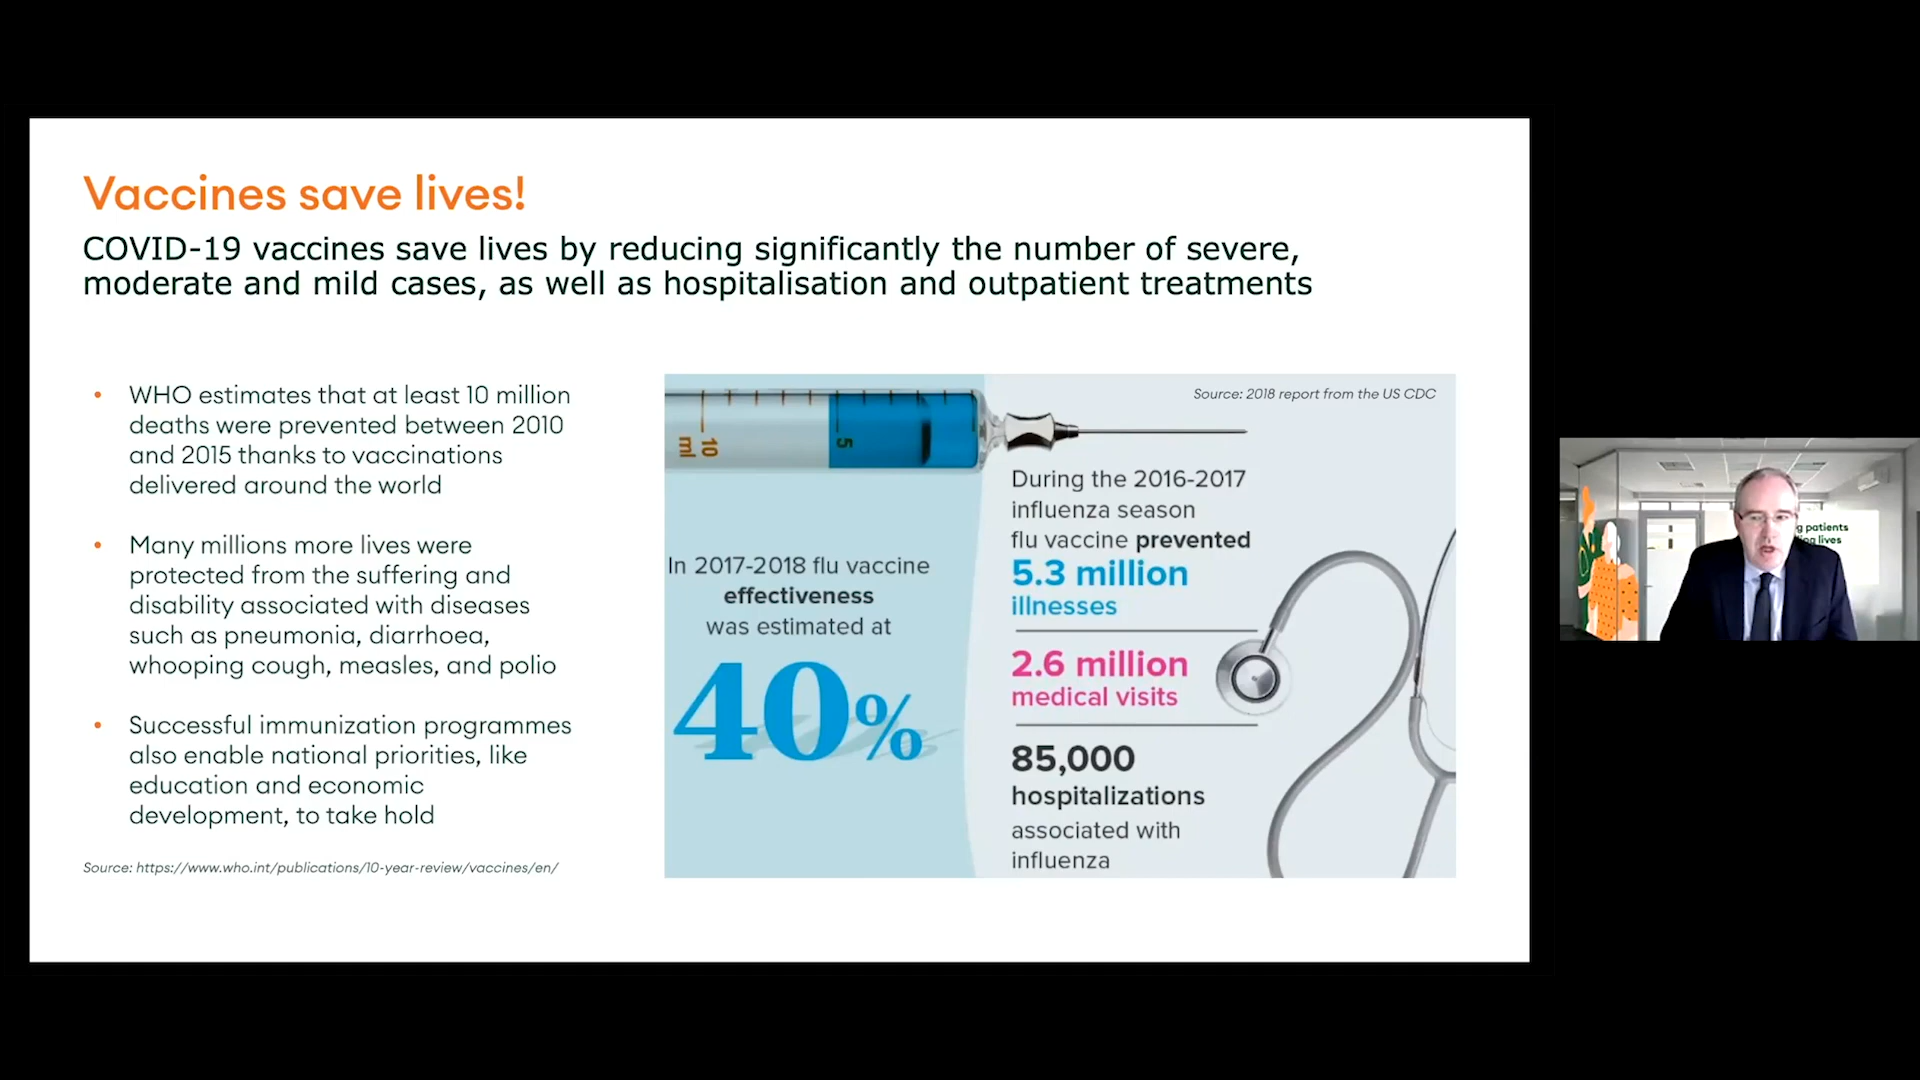 Vaccines save lives!
COVID-19 vaccines save lives by reducing significantly the number of severe,
moderate and mild cases, as well as hospitalisation and outpatient treatments
• WHO estimates that at least 10 million
deaths were prevented between 2010
and 2015 thanks to vaccinations
delivered around the world
• Many millions more lives were
protected from the suffering and
disability associated with diseases
such as pneumonia, diarrhoea,
whooping cough, measles, and polio
• Successful immunization programmes
also enable national priorities, like
education and economic
development, to take hold
Source: https://www.who.int/publications/10-year-review/vaccines/en/
Source: 2018 report from the US CDC
10 ml
5
In 2017-2018 flu vaccine
effectiveness
was estimated at
40%
During the 2016-2017
influenza season
flu vaccine prevented
5.3 million
illnesses
2.6 million
medical visits
85,000
hospitalizations
associated with
influenza
patients
lives